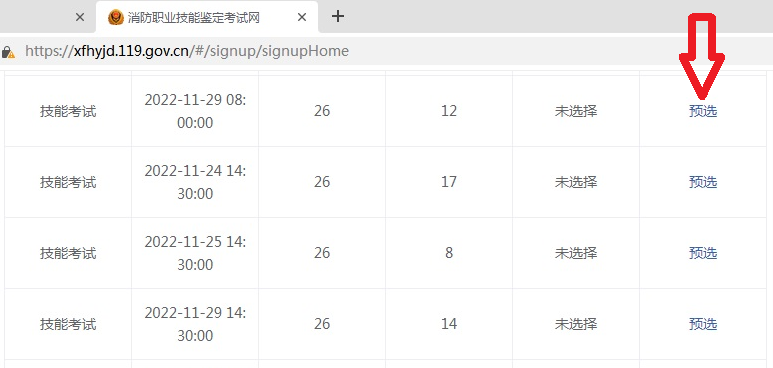 消防职业技能鉴定考试网
https://xfhyjd.119.gov.cn/#/signup/signupHome
技能考试 2022-11-29 08: 26 12 未选择 预选
00:00
技能考试 2022-11-24 14: 26 17 未选择 预选
30:00
技能考试 2022-11-25 14: 26 8 未选择 预选
30:00
技能考试 2022-11-29 14: 26 14 未选择 预选
30:00